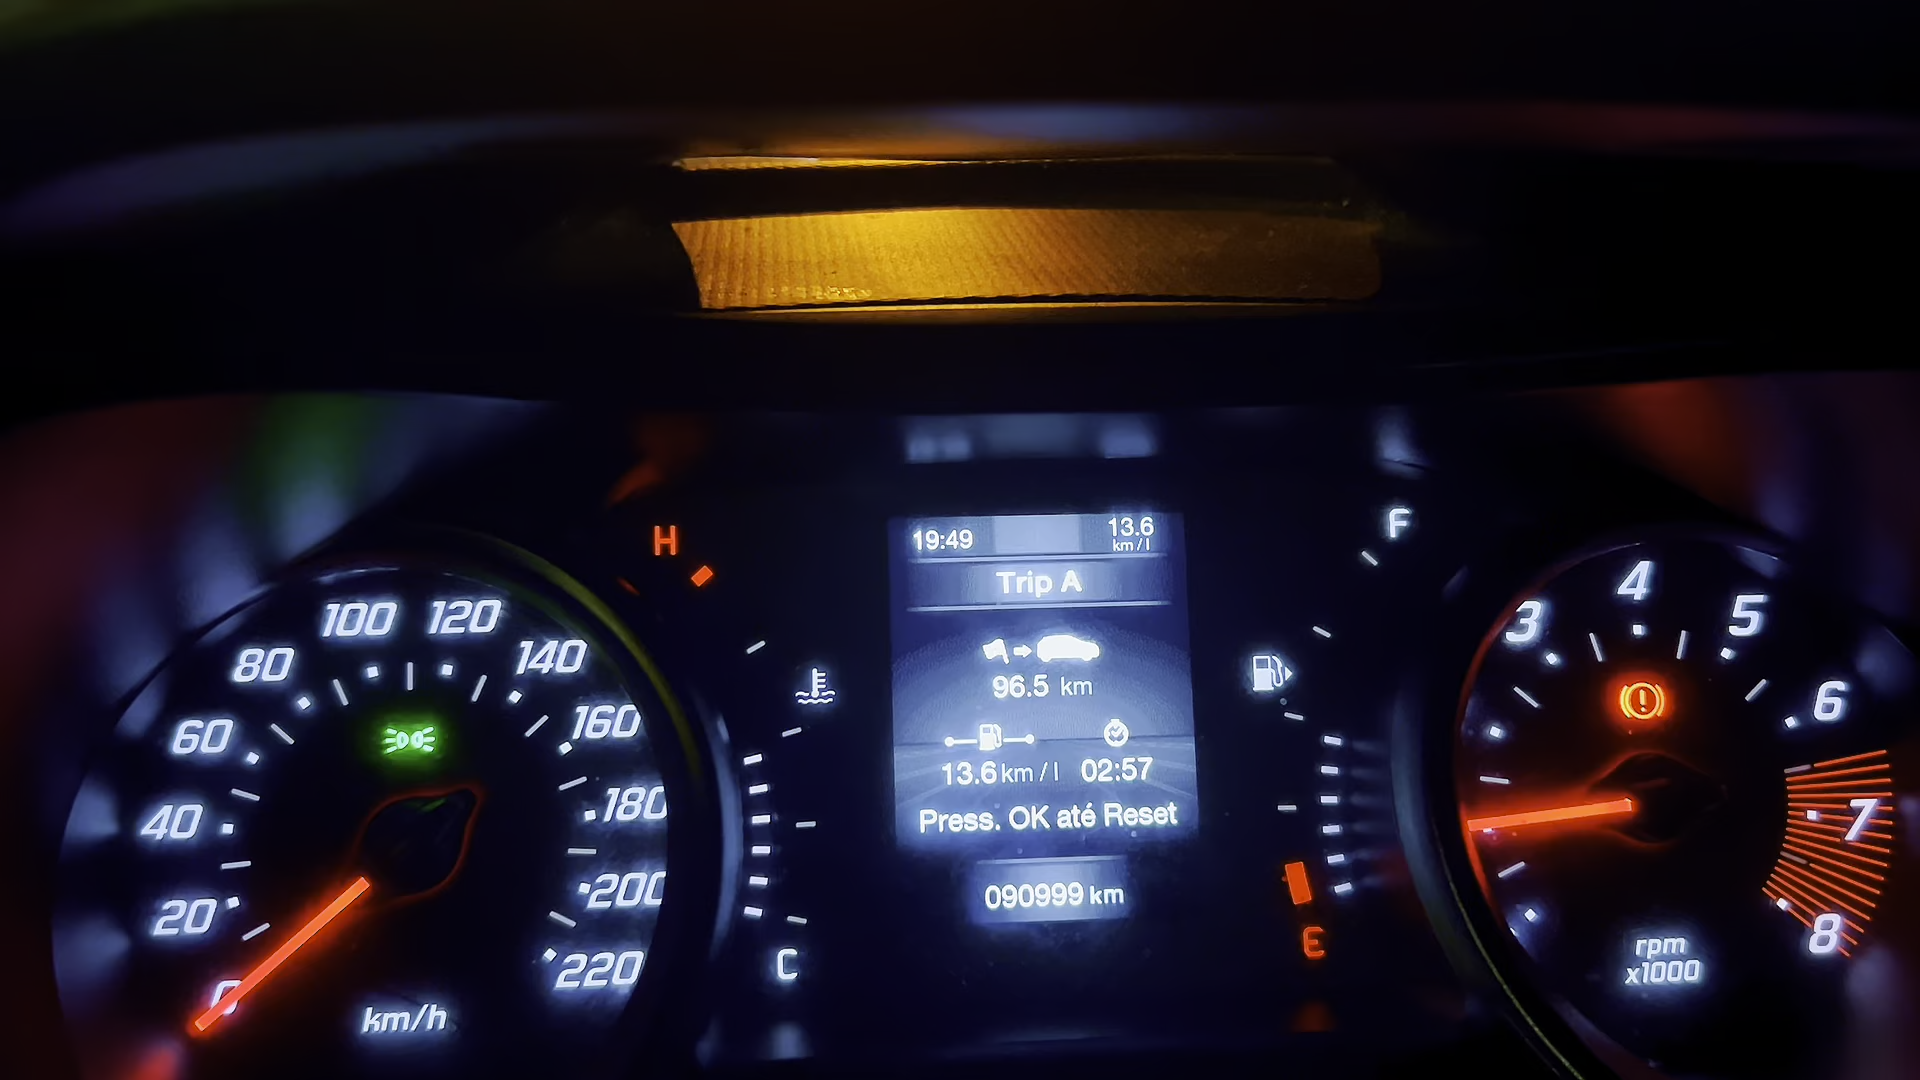 19:49 13.6
km/l
Trip A
96.5 km
13.6 km/l 02:57
Press. OK até Reset
090999 km
H
C
F
E
0
20
40
60
80
100
120
140
160
180
200
220
km/h
3
4
5
6
7
8
rpm
x1000